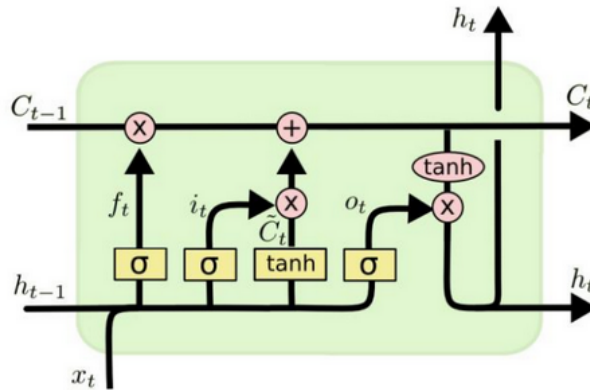 h_t
C_{t-1} x + C_t
tanh
f_t i_t x o_t x
C̃_t
σ σ tanh σ
h_{t-1} h_t
x_t